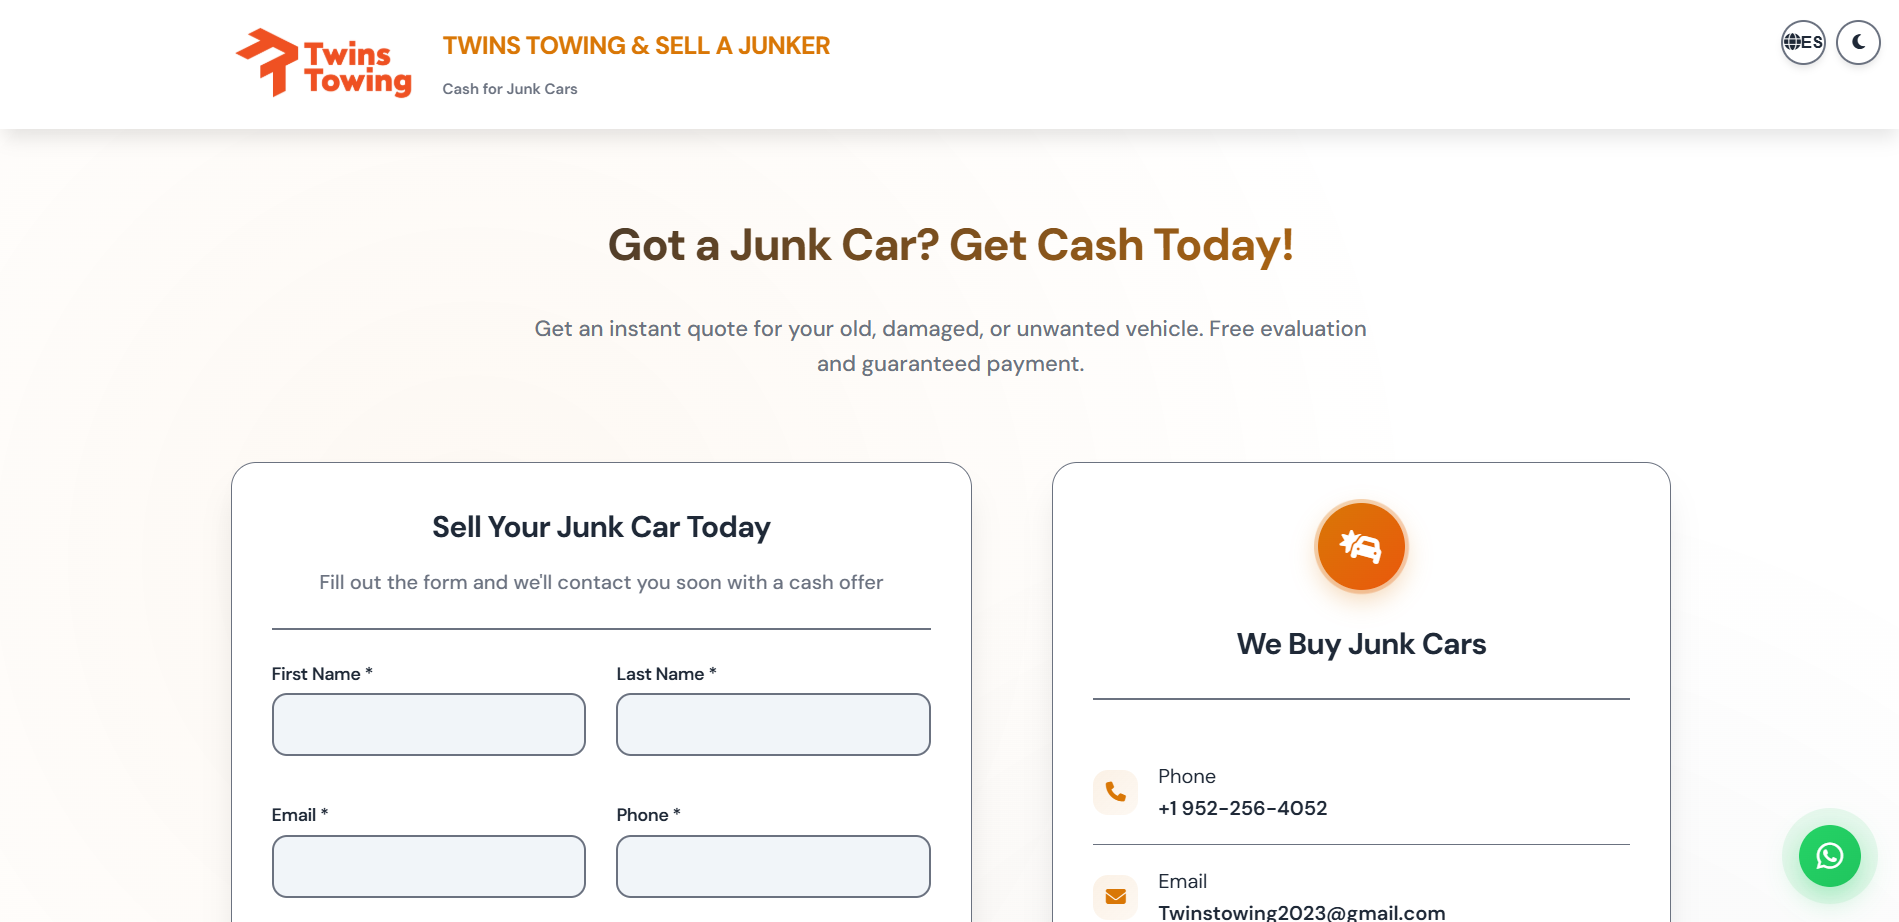 Twins
Towing
TWINS TOWING & SELL A JUNKER
Cash for Junk Cars
ES
Got a Junk Car? Get Cash Today!
Get an instant quote for your old, damaged, or unwanted vehicle. Free evaluation
and guaranteed payment.
Sell Your Junk Car Today
Fill out the form and we'll contact you soon with a cash offer
First Name *
Last Name *
Email *
Phone *
We Buy Junk Cars
Phone
+1 952-256-4052
Email
Twinstowing2023@gmail.com